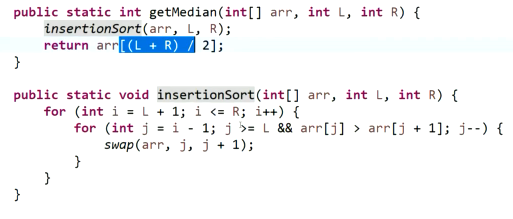 public static int getMedian(int[] arr, int L, int R) {
insertionSort(arr, L, R);
return arr[(L + R) / 2];
}
public static void insertionSort(int[] arr, int L, int R) {
for (int i = L + 1; i <= R; i++) {
for (int j = i - 1; j >= L && arr[j] > arr[j + 1]; j--) {
swap(arr, j, j + 1);
}
}
}